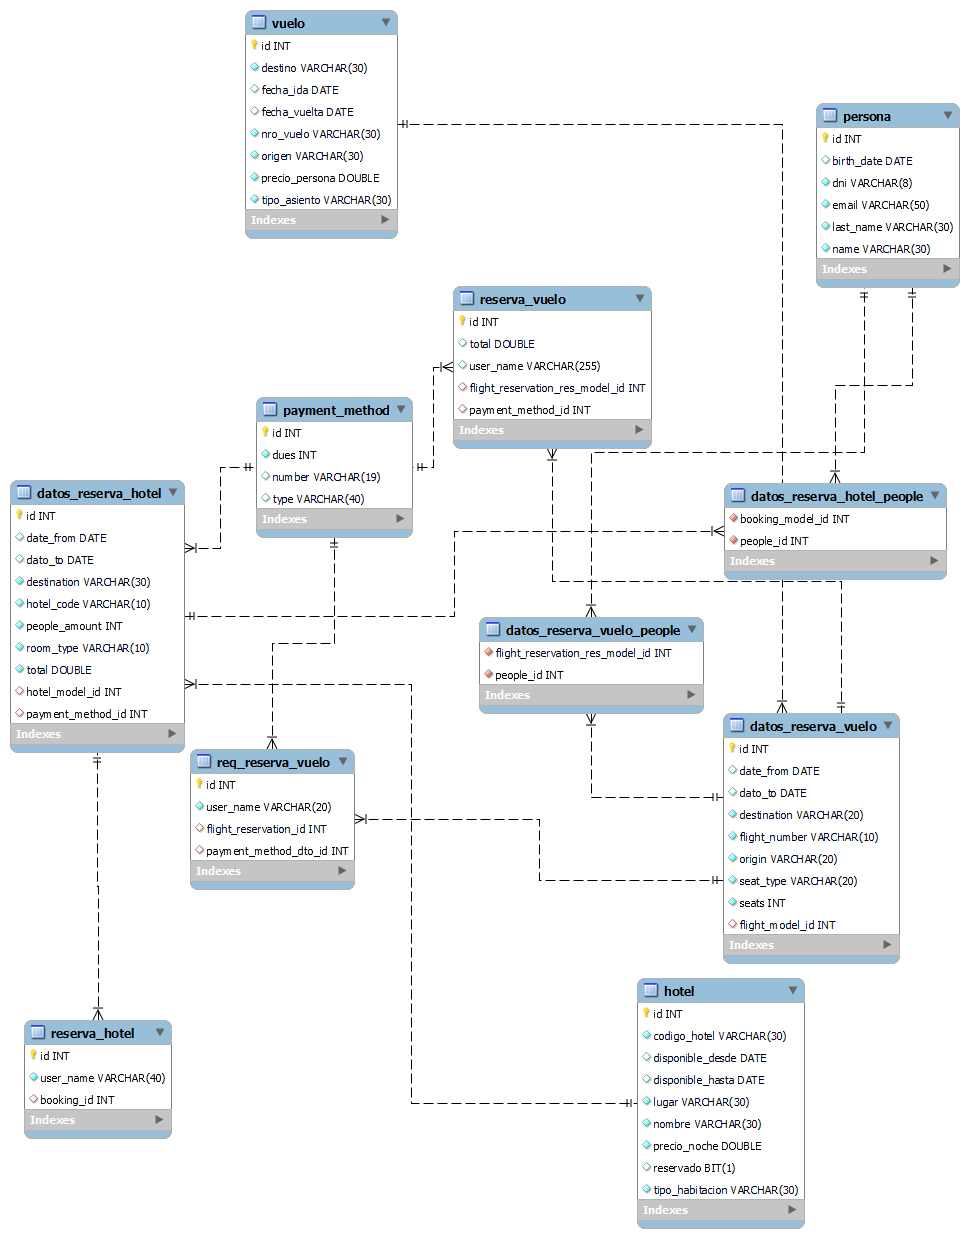 vuelo
id INT
destino VARCHAR(30)
fecha_ida DATE
fecha_vuelta DATE
nro_vuelo VARCHAR(30)
origen VARCHAR(30)
precio_persona DOUBLE
tipo_asiento VARCHAR(30)
Indexes
persona
id INT
birth_date DATE
dni VARCHAR(8)
email VARCHAR(50)
last_name VARCHAR(30)
name VARCHAR(30)
Indexes
reserva_vuelo
id INT
total DOUBLE
user_name VARCHAR(255)
flight_reservation_res_model_id INT
payment_method_id INT
Indexes
payment_method
id INT
dues INT
number VARCHAR(19)
type VARCHAR(40)
Indexes
datos_reserva_hotel
id INT
date_from DATE
dato_to DATE
destination VARCHAR(30)
hotel_code VARCHAR(10)
people_amount INT
room_type VARCHAR(10)
total DOUBLE
hotel_model_id INT
payment_method_id INT
Indexes
datos_reserva_hotel_people
booking_model_id INT
people_id INT
Indexes
datos_reserva_vuelo_people
flight_reservation_res_model_id INT
people_id INT
Indexes
datos_reserva_vuelo
id INT
date_from DATE
dato_to DATE
destination VARCHAR(20)
flight_number VARCHAR(10)
origin VARCHAR(20)
seat_type VARCHAR(20)
seats INT
flight_model_id INT
Indexes
req_reserva_vuelo
id INT
user_name VARCHAR(20)
flight_reservation_id INT
payment_method_dto_id INT
Indexes
hotel
id INT
codigo_hotel VARCHAR(30)
disponible_desde DATE
disponible_hasta DATE
lugar VARCHAR(30)
nombre VARCHAR(30)
precio_noche DOUBLE
reservado BIT(1)
tipo_habitacion VARCHAR(30)
Indexes
reserva_hotel
id INT
user_name VARCHAR(40)
booking_id INT
Indexes